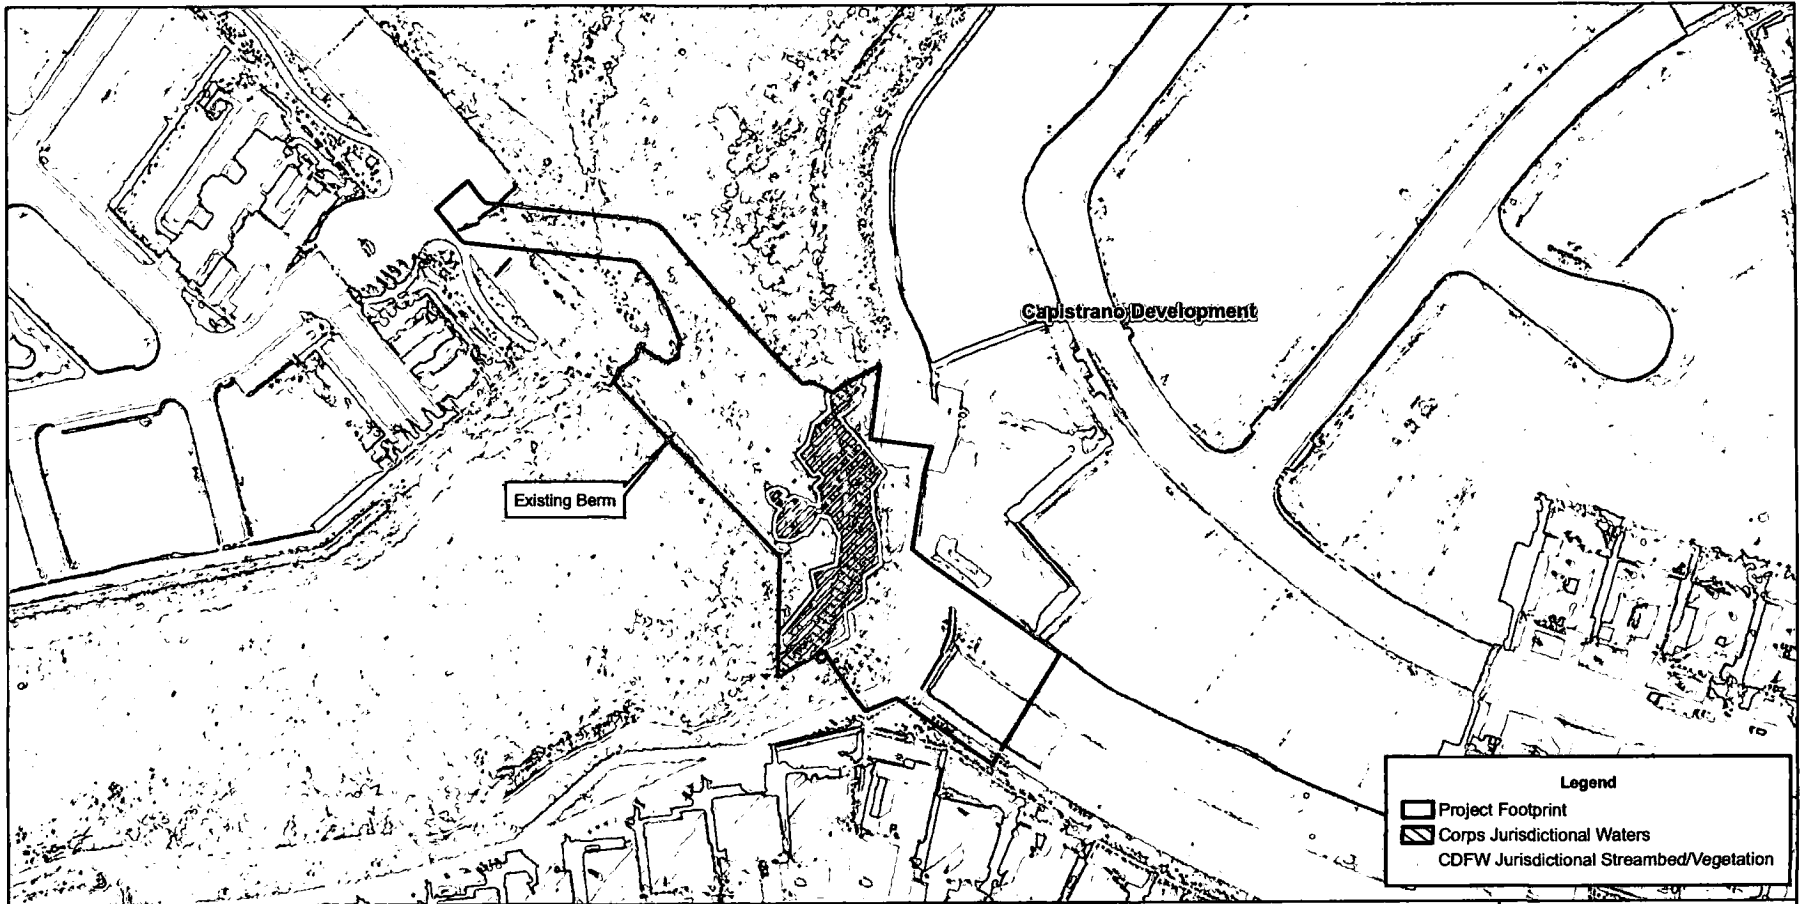 Capistrano Development
Existing Berm
Legend
Project Footprint
Corps Jurisdictional Waters
CDFW Jurisdictional Streambed/Vegetation